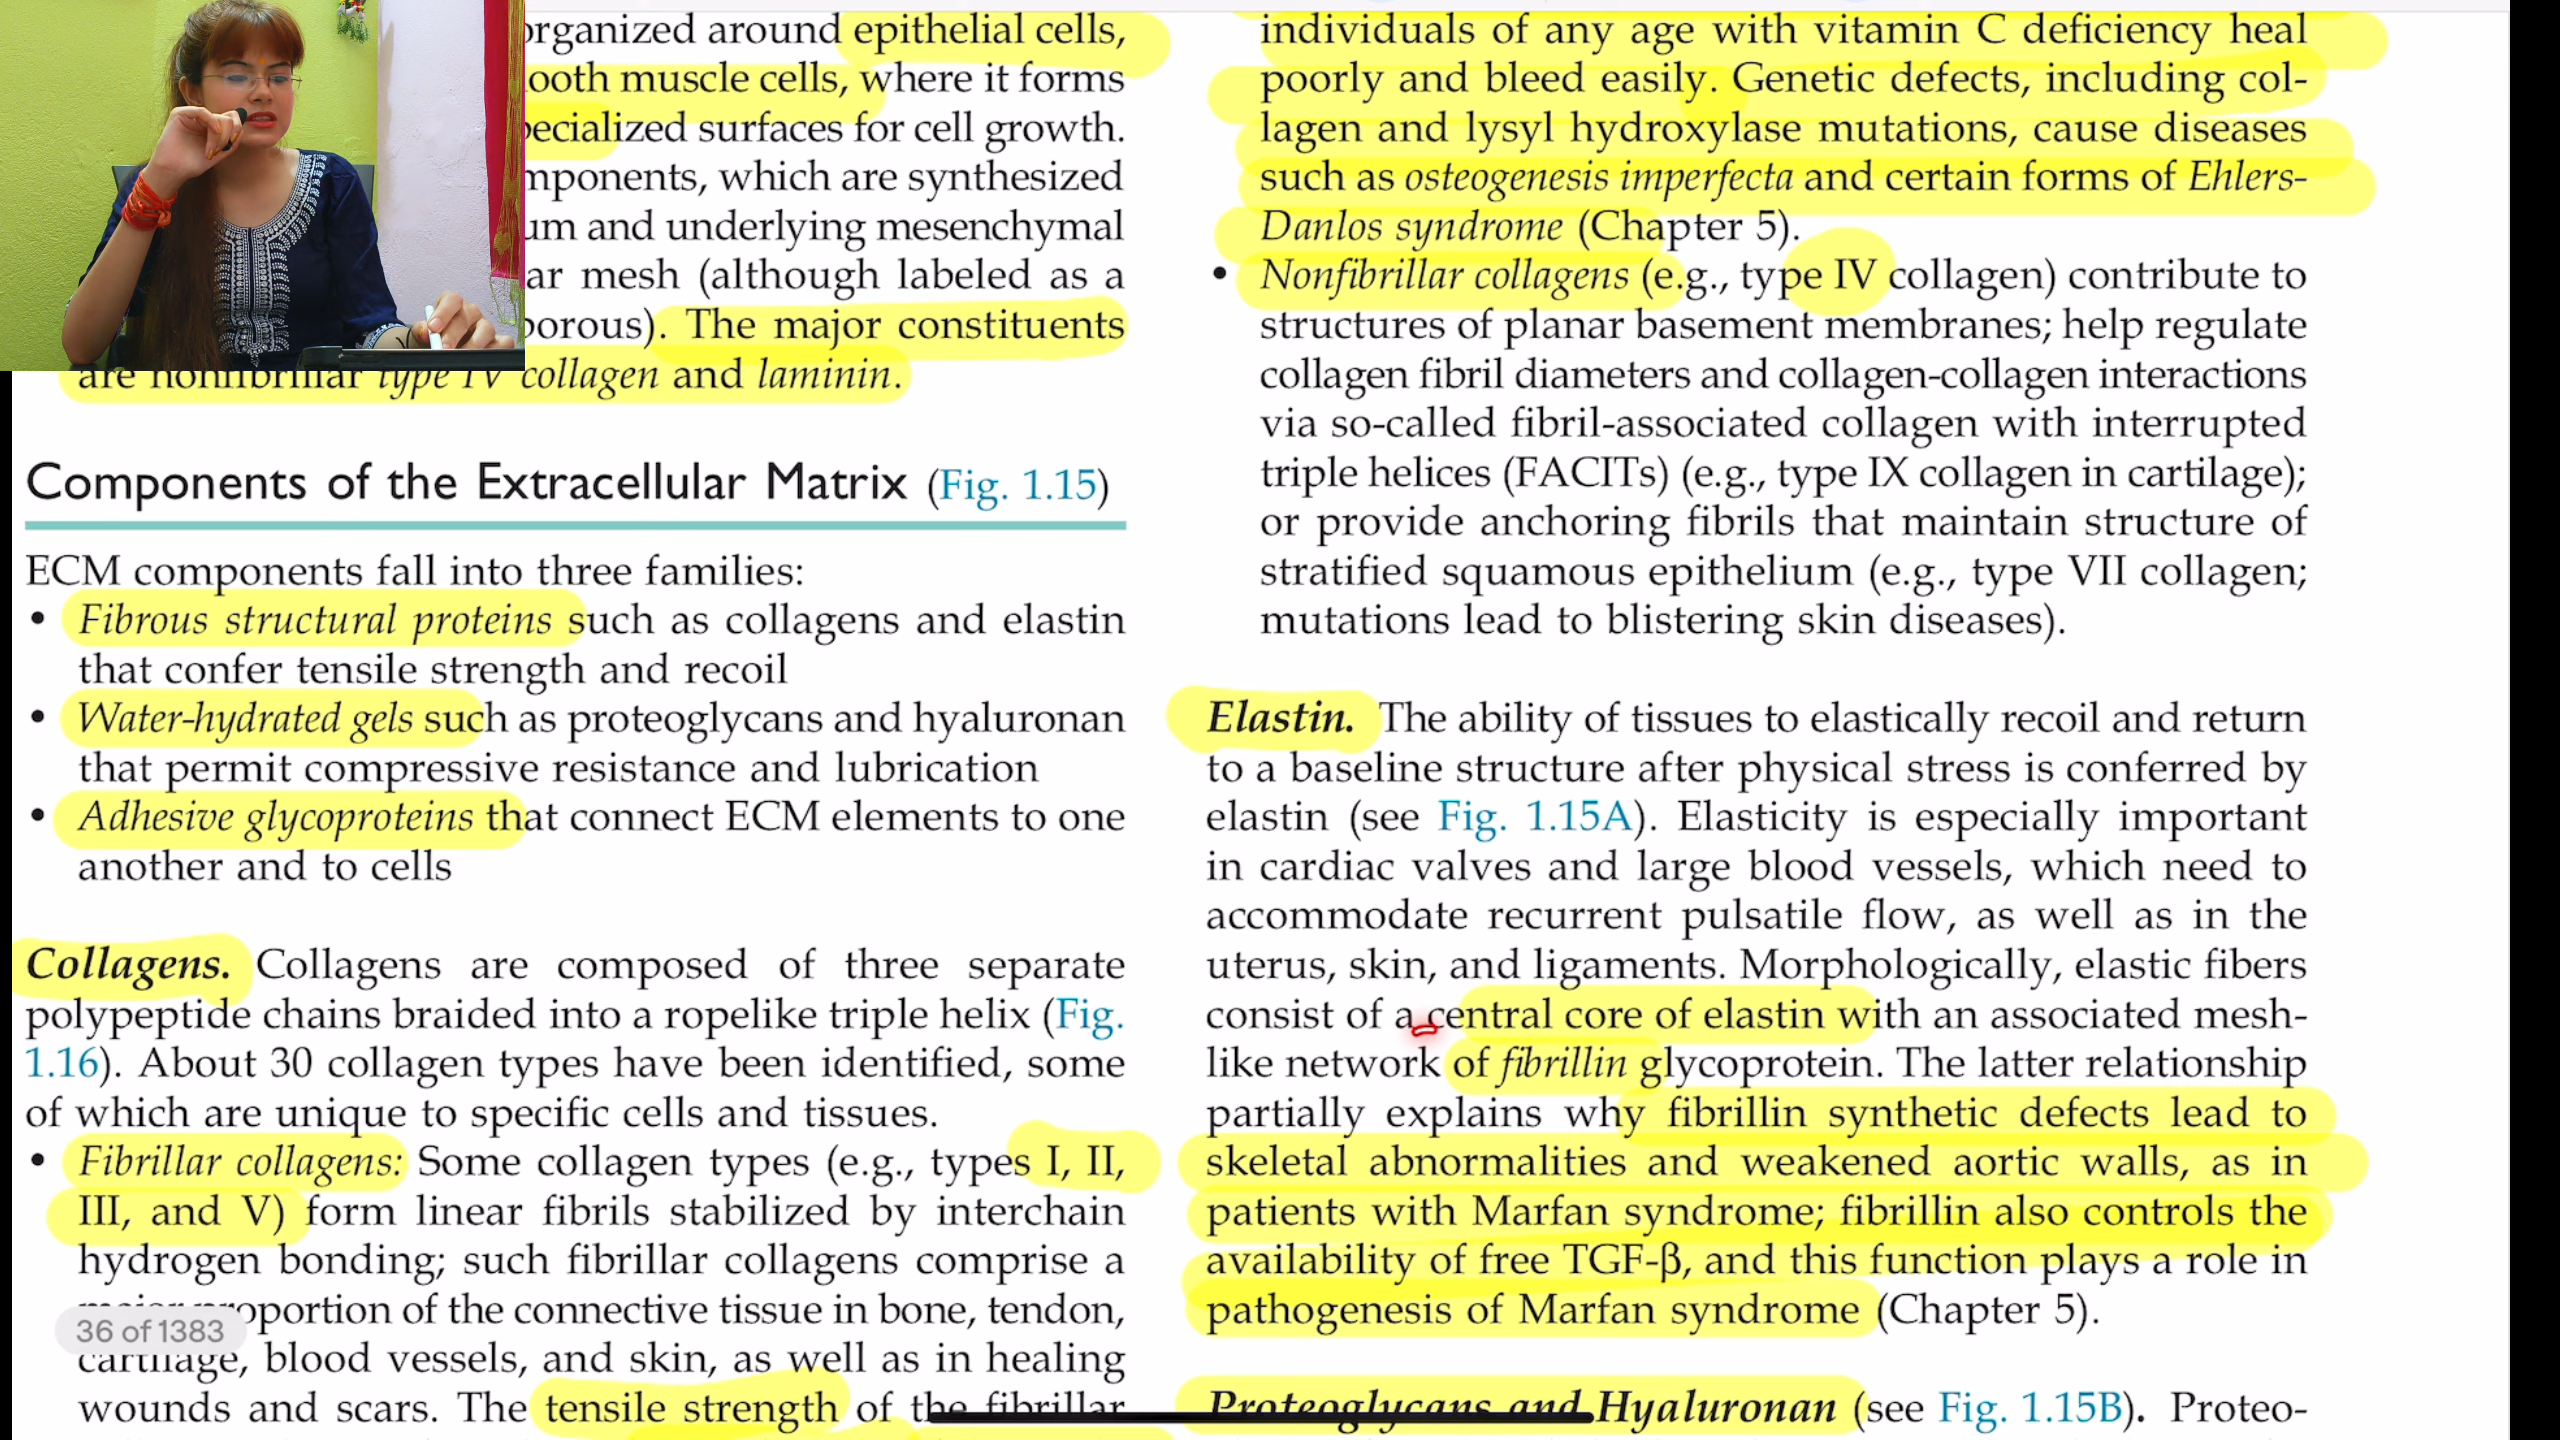 organized around epithelial cells,
ooth muscle cells, where it forms
pecialized surfaces for cell growth.
mponents, which are synthesized
um and underlying mesenchymal
ar mesh (although labeled as a
porous). The major constituents
are nonfibrillar type IV collagen and laminin.
Components of the Extracellular Matrix (Fig. 1.15)
ECM components fall into three families:
• Fibrous structural proteins such as collagens and elastin
that confer tensile strength and recoil
• Water-hydrated gels such as proteoglycans and hyaluronan
that permit compressive resistance and lubrication
• Adhesive glycoproteins that connect ECM elements to one
another and to cells
Collagens. Collagens are composed of three separate
polypeptide chains braided into a ropelike triple helix (Fig.
1.16). About 30 collagen types have been identified, some
of which are unique to specific cells and tissues.
• Fibrillar collagens: Some collagen types (e.g., types I, II,
III, and V) form linear fibrils stabilized by interchain
hydrogen bonding; such fibrillar collagens comprise a
major proportion of the connective tissue in bone, tendon,
36 of 1383
cartilage, blood vessels, and skin, as well as in healing
wounds and scars. The tensile strength of the fibrillar
individuals of any age with vitamin C deficiency heal
poorly and bleed easily. Genetic defects, including col-
lagen and lysyl hydroxylase mutations, cause diseases
such as osteogenesis imperfecta and certain forms of Ehlers-
Danlos syndrome (Chapter 5).
• Nonfibrillar collagens (e.g., type IV collagen) contribute to
structures of planar basement membranes; help regulate
collagen fibril diameters and collagen-collagen interactions
via so-called fibril-associated collagen with interrupted
triple helices (FACITs) (e.g., type IX collagen in cartilage);
or provide anchoring fibrils that maintain structure of
stratified squamous epithelium (e.g., type VII collagen;
mutations lead to blistering skin diseases).
Elastin. The ability of tissues to elastically recoil and return
to a baseline structure after physical stress is conferred by
elastin (see Fig. 1.15A). Elasticity is especially important
in cardiac valves and large blood vessels, which need to
accommodate recurrent pulsatile flow, as well as in the
uterus, skin, and ligaments. Morphologically, elastic fibers
consist of a central core of elastin with an associated mesh-
like network of fibrillin glycoprotein. The latter relationship
partially explains why fibrillin synthetic defects lead to
skeletal abnormalities and weakened aortic walls, as in
patients with Marfan syndrome; fibrillin also controls the
availability of free TGF-β, and this function plays a role in
pathogenesis of Marfan syndrome (Chapter 5).
Proteoglycans and Hyaluronan (see Fig. 1.15B). Proteo-